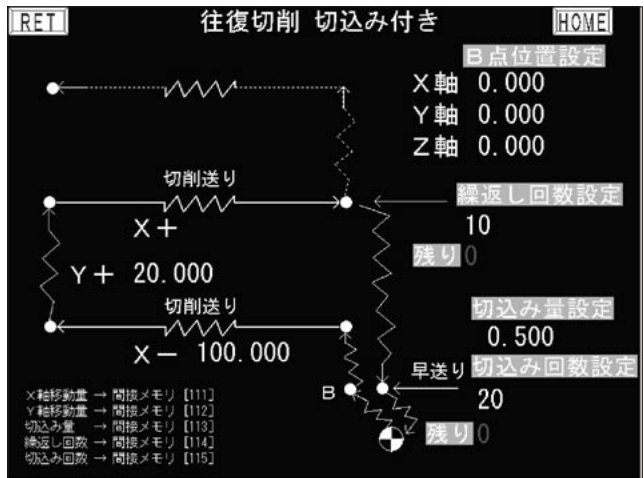 RET
往復切削 切込み付き
HOME
B点位置設定
X軸 0.000
Y軸 0.000
Z軸 0.000
切削送り
X+
繰返し回数設定
10
残り0
Y+ 20.000
切削送り
X- 100.000
切込み量設定
0.500
早送り
切込み回数設定
20
B
残り0
X軸移動量 → 間接メモリ [111]
Y軸移動量 → 間接メモリ [112]
切込み量 → 間接メモリ [113]
繰返し回数 → 間接メモリ [114]
切込み回数 → 間接メモリ [115]